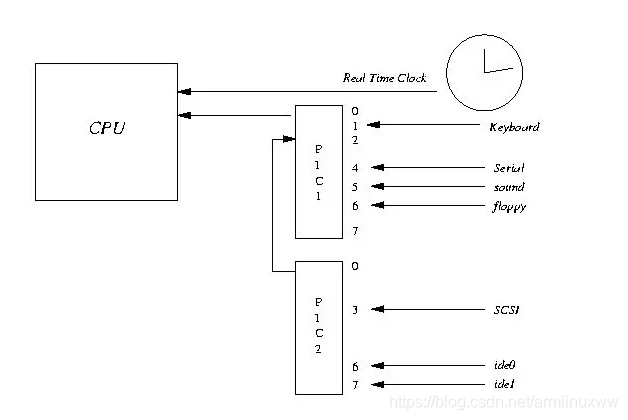 Real Time Clock
CPU
0
1
Keyboard
2
P
I
C
1
4
Serial
5
sound
6
floppy
7
0
P
I
C
2
3
SCSI
6
ide0
7
ide1
https://blog.csdn.net/armlinuxww